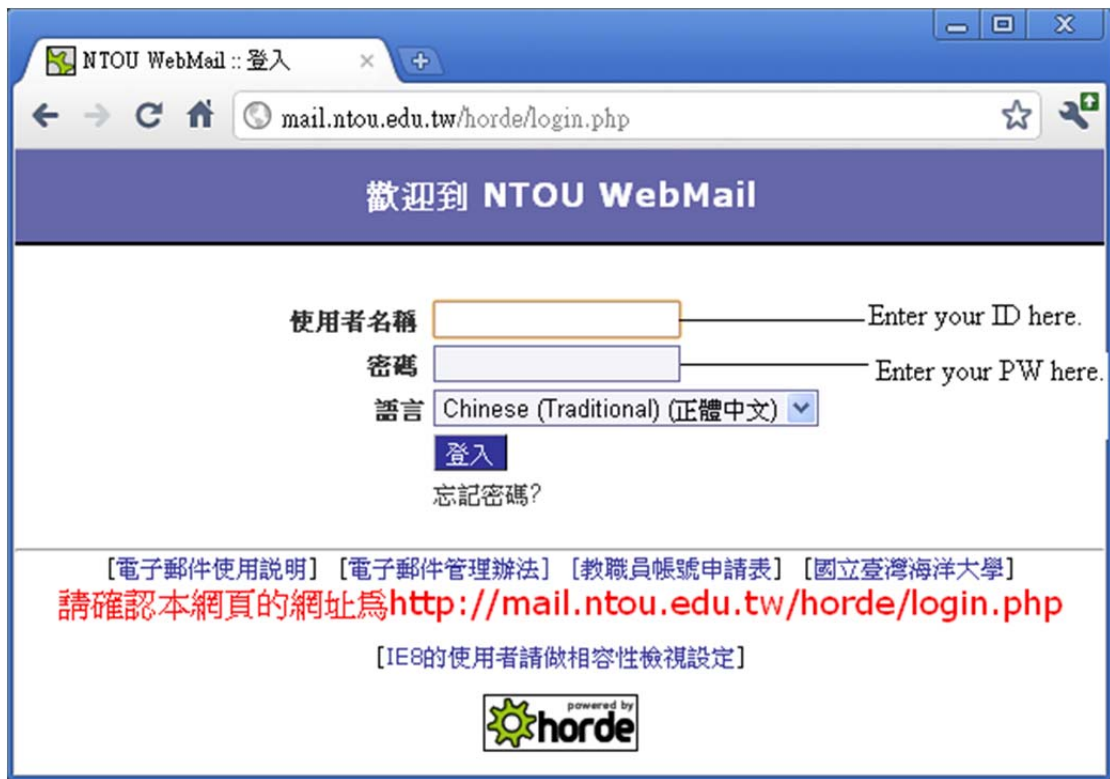 NTOU WebMail :: 登入
mail.ntou.edu.tw/horde/login.php
歡迎到 NTOU WebMail
使用者名稱 Enter your ID here.
密碼 Enter your PW here.
語言 Chinese (Traditional) (正體中文)
登入
忘記密碼?
[電子郵件使用說明] [電子郵件管理辦法] [教職員帳號申請表] [國立臺灣海洋大學]
請確認本網頁的網址為http://mail.ntou.edu.tw/horde/login.php
[IE8的使用者請做相容性檢視設定]
powered by
horde